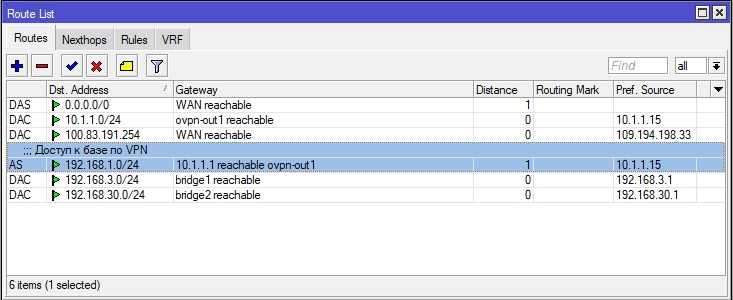 Route List
Routes Nexthops Rules VRF
Find all
Dst. Address Gateway Distance Routing Mark Pref. Source
DAS 0.0.0.0/0 WAN reachable 1
DAC 10.1.1.0/24 ovpn-out1 reachable 0 10.1.1.15
DAC 100.83.191.254 WAN reachable 0 109.194.198.33
;;; Доступ к базе по VPN
AS 192.168.1.0/24 10.1.1.1 reachable ovpn-out1 1 10.1.1.15
DAC 192.168.3.0/24 bridge1 reachable 0 192.168.3.1
DAC 192.168.30.0/24 bridge2 reachable 0 192.168.30.1
6 items (1 selected)